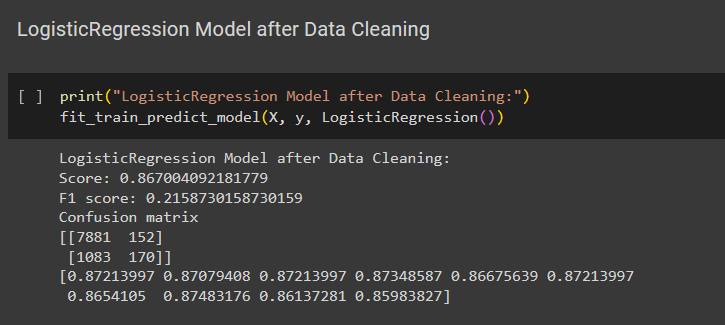 LogisticRegression Model after Data Cleaning
[ ] print("LogisticRegression Model after Data Cleaning:")
fit_train_predict_model(X, y, LogisticRegression())
LogisticRegression Model after Data Cleaning:
Score: 0.867004092181779
F1 score: 0.2158730158730159
Confusion matrix
[[7881  152]
 [1083  170]]
[0.87213997 0.87079408 0.87213997 0.87348587 0.86675639 0.87213997
 0.8654105  0.87483176 0.86137281 0.85983827]